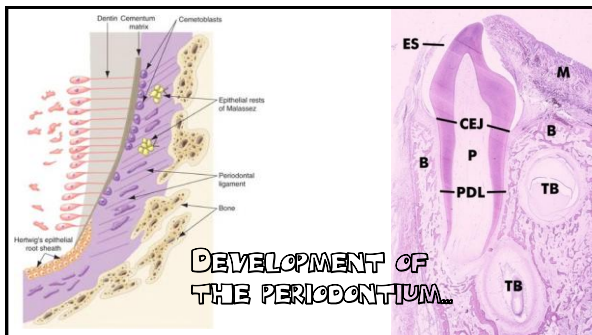 Dentin
Cementum
matrix
Cemetoblasts
Epithelial rests
of Malassez
Periodontal
ligament
Bone
Hertwig's epithelial
root sheath
ES
M
CEJ
B
B
P
PDL
TB
TB
Development of
the periodontium...